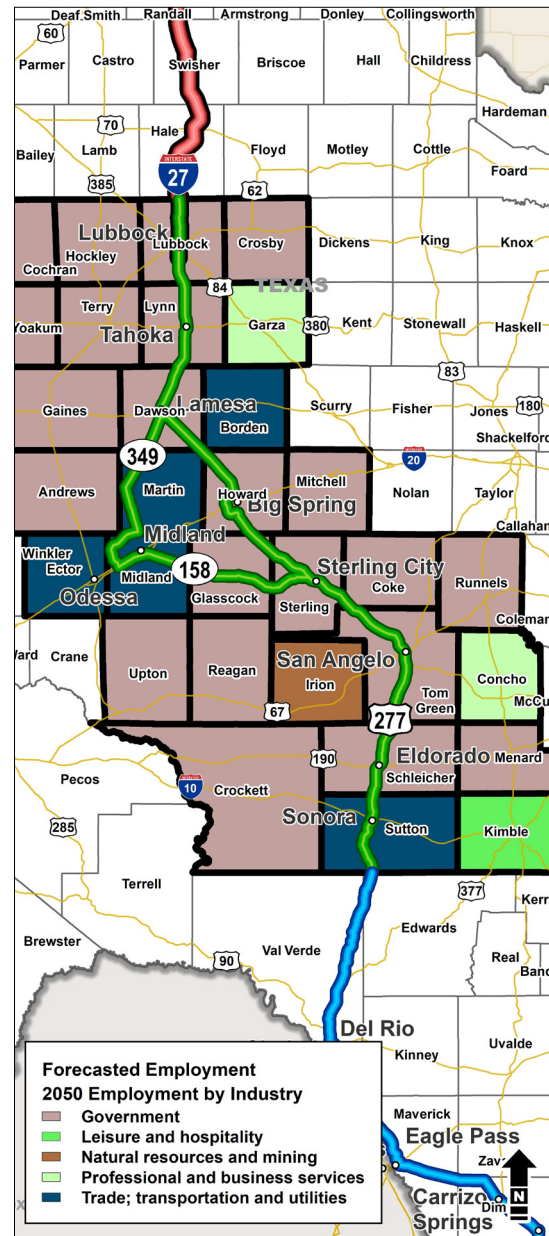 Deaf Smith
Randall
Armstrong
Donley
Collingsworth
60
Parmer
Castro
Swisher
Briscoe
Hall
Childress
Hardeman
70
Hale
Bailey
Lamb
Floyd
Motley
Cottle
Foard
INTERSTATE
27
385
62
Lubbock
Hockley
Lubbock
Crosby
Dickens
King
Knox
Cochran
84
TEXAS
Terry
Lynn
Yoakum
Tahoka
Garza
380
Kent
Stonewall
Haskell
83
Gaines
Dawson
Lamesa
Borden
Scurry
Fisher
Jones
180
Shackelford
349
20
Andrews
Martin
Howard
Mitchell
Big Spring
Nolan
Taylor
Callahan
Winkler
Ector
Midland
Midland
158
Sterling City
Odessa
Glasscock
Sterling
Coke
Runnels
Coleman
Crane
Upton
Reagan
San Angelo
Irion
Tom
Green
Concho
McCu
67
277
190
Eldorado
Schleicher
Menard
Pecos
10
Crockett
285
Sonora
Sutton
Kimble
Terrell
377
Kerr
Brewster
Val Verde
Edwards
Real
Band
90
Del Rio
Kinney
Uvalde
Forecasted Employment
2050 Employment by Industry
Government
Leisure and hospitality
Natural resources and mining
Professional and business services
Trade; transportation and utilities
Maverick
Eagle Pass
Zav
Carrizo
Springs
Dim
N